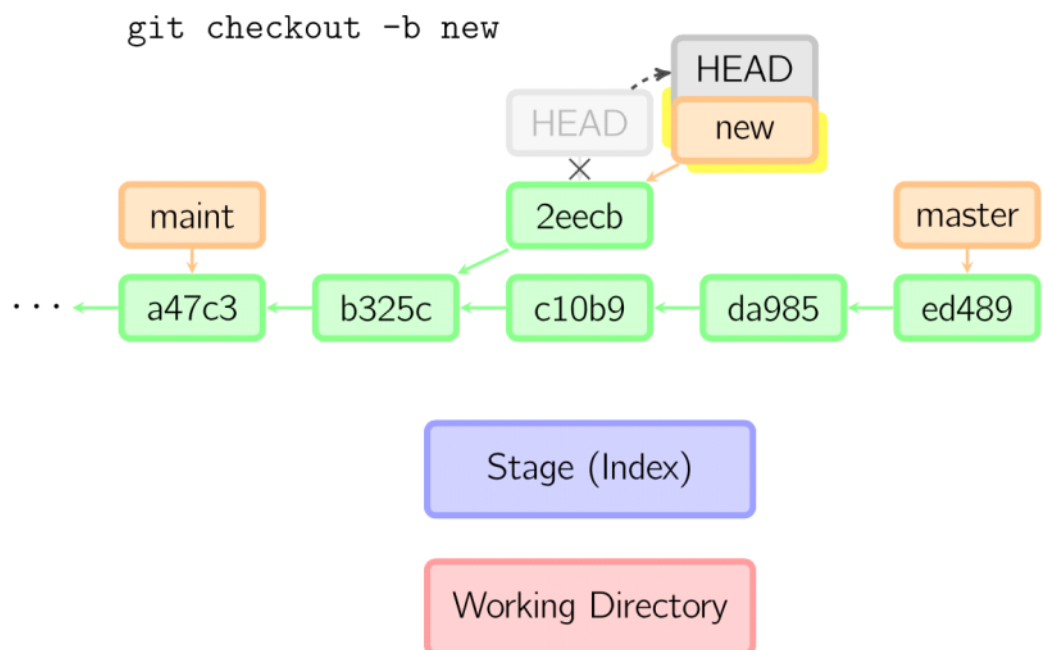 git checkout -b new
HEAD
HEAD
new
maint
2eecb
master
...
a47c3
b325c
c10b9
da985
ed489
Stage (Index)
Working Directory